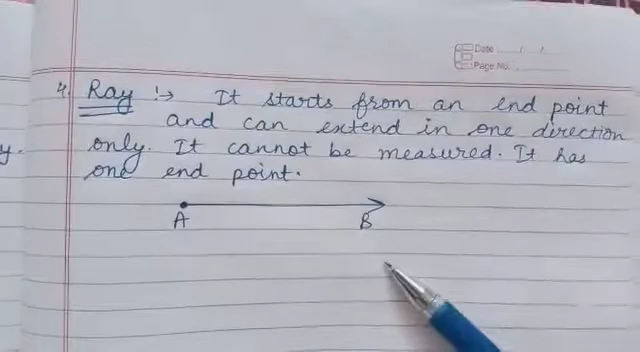 Date / /
Page No.
4. Ray :→ It starts from an end point
and can extend in one direction
only. It cannot be measured. It has
one end point.
A B
y.